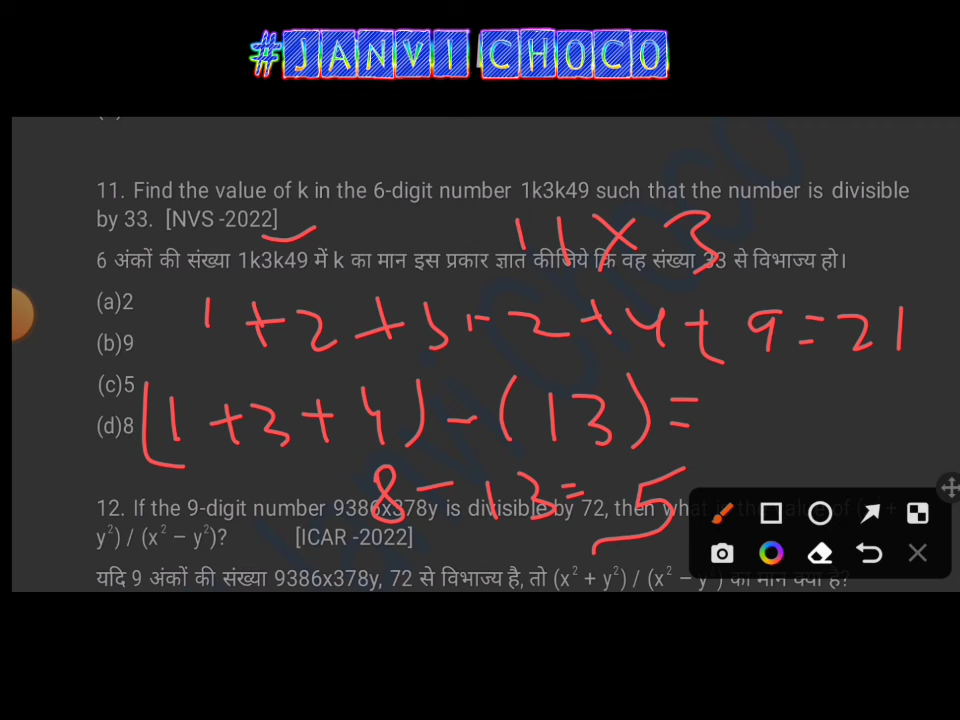 #JANVI CHOCO
11. Find the value of k in the 6-digit number 1k3k49 such that the number is divisible
by 33. [NVS -2022]
11 × 3
6 अंकों की संख्या 1k3k49 में k का मान इस प्रकार ज्ञात कीजिये कि वह संख्या 33 से विभाज्य हो।
(a)2
1 + 2 + 3 + 2 + 4 + 9 = 21
(b)9
(c)5
(1 + 3 + 4) - (13) =
(d)8
8 - 13 = 5
12. If the 9-digit number 9386x378y is divisible by 72, then what is the value of
y²) / (x² – y²)? [ICAR -2022]
यदि 9 अंकों की संख्या 9386x378y, 72 से विभाज्य है, तो (x² + y²) / (x² – y²) का मान क्या है?